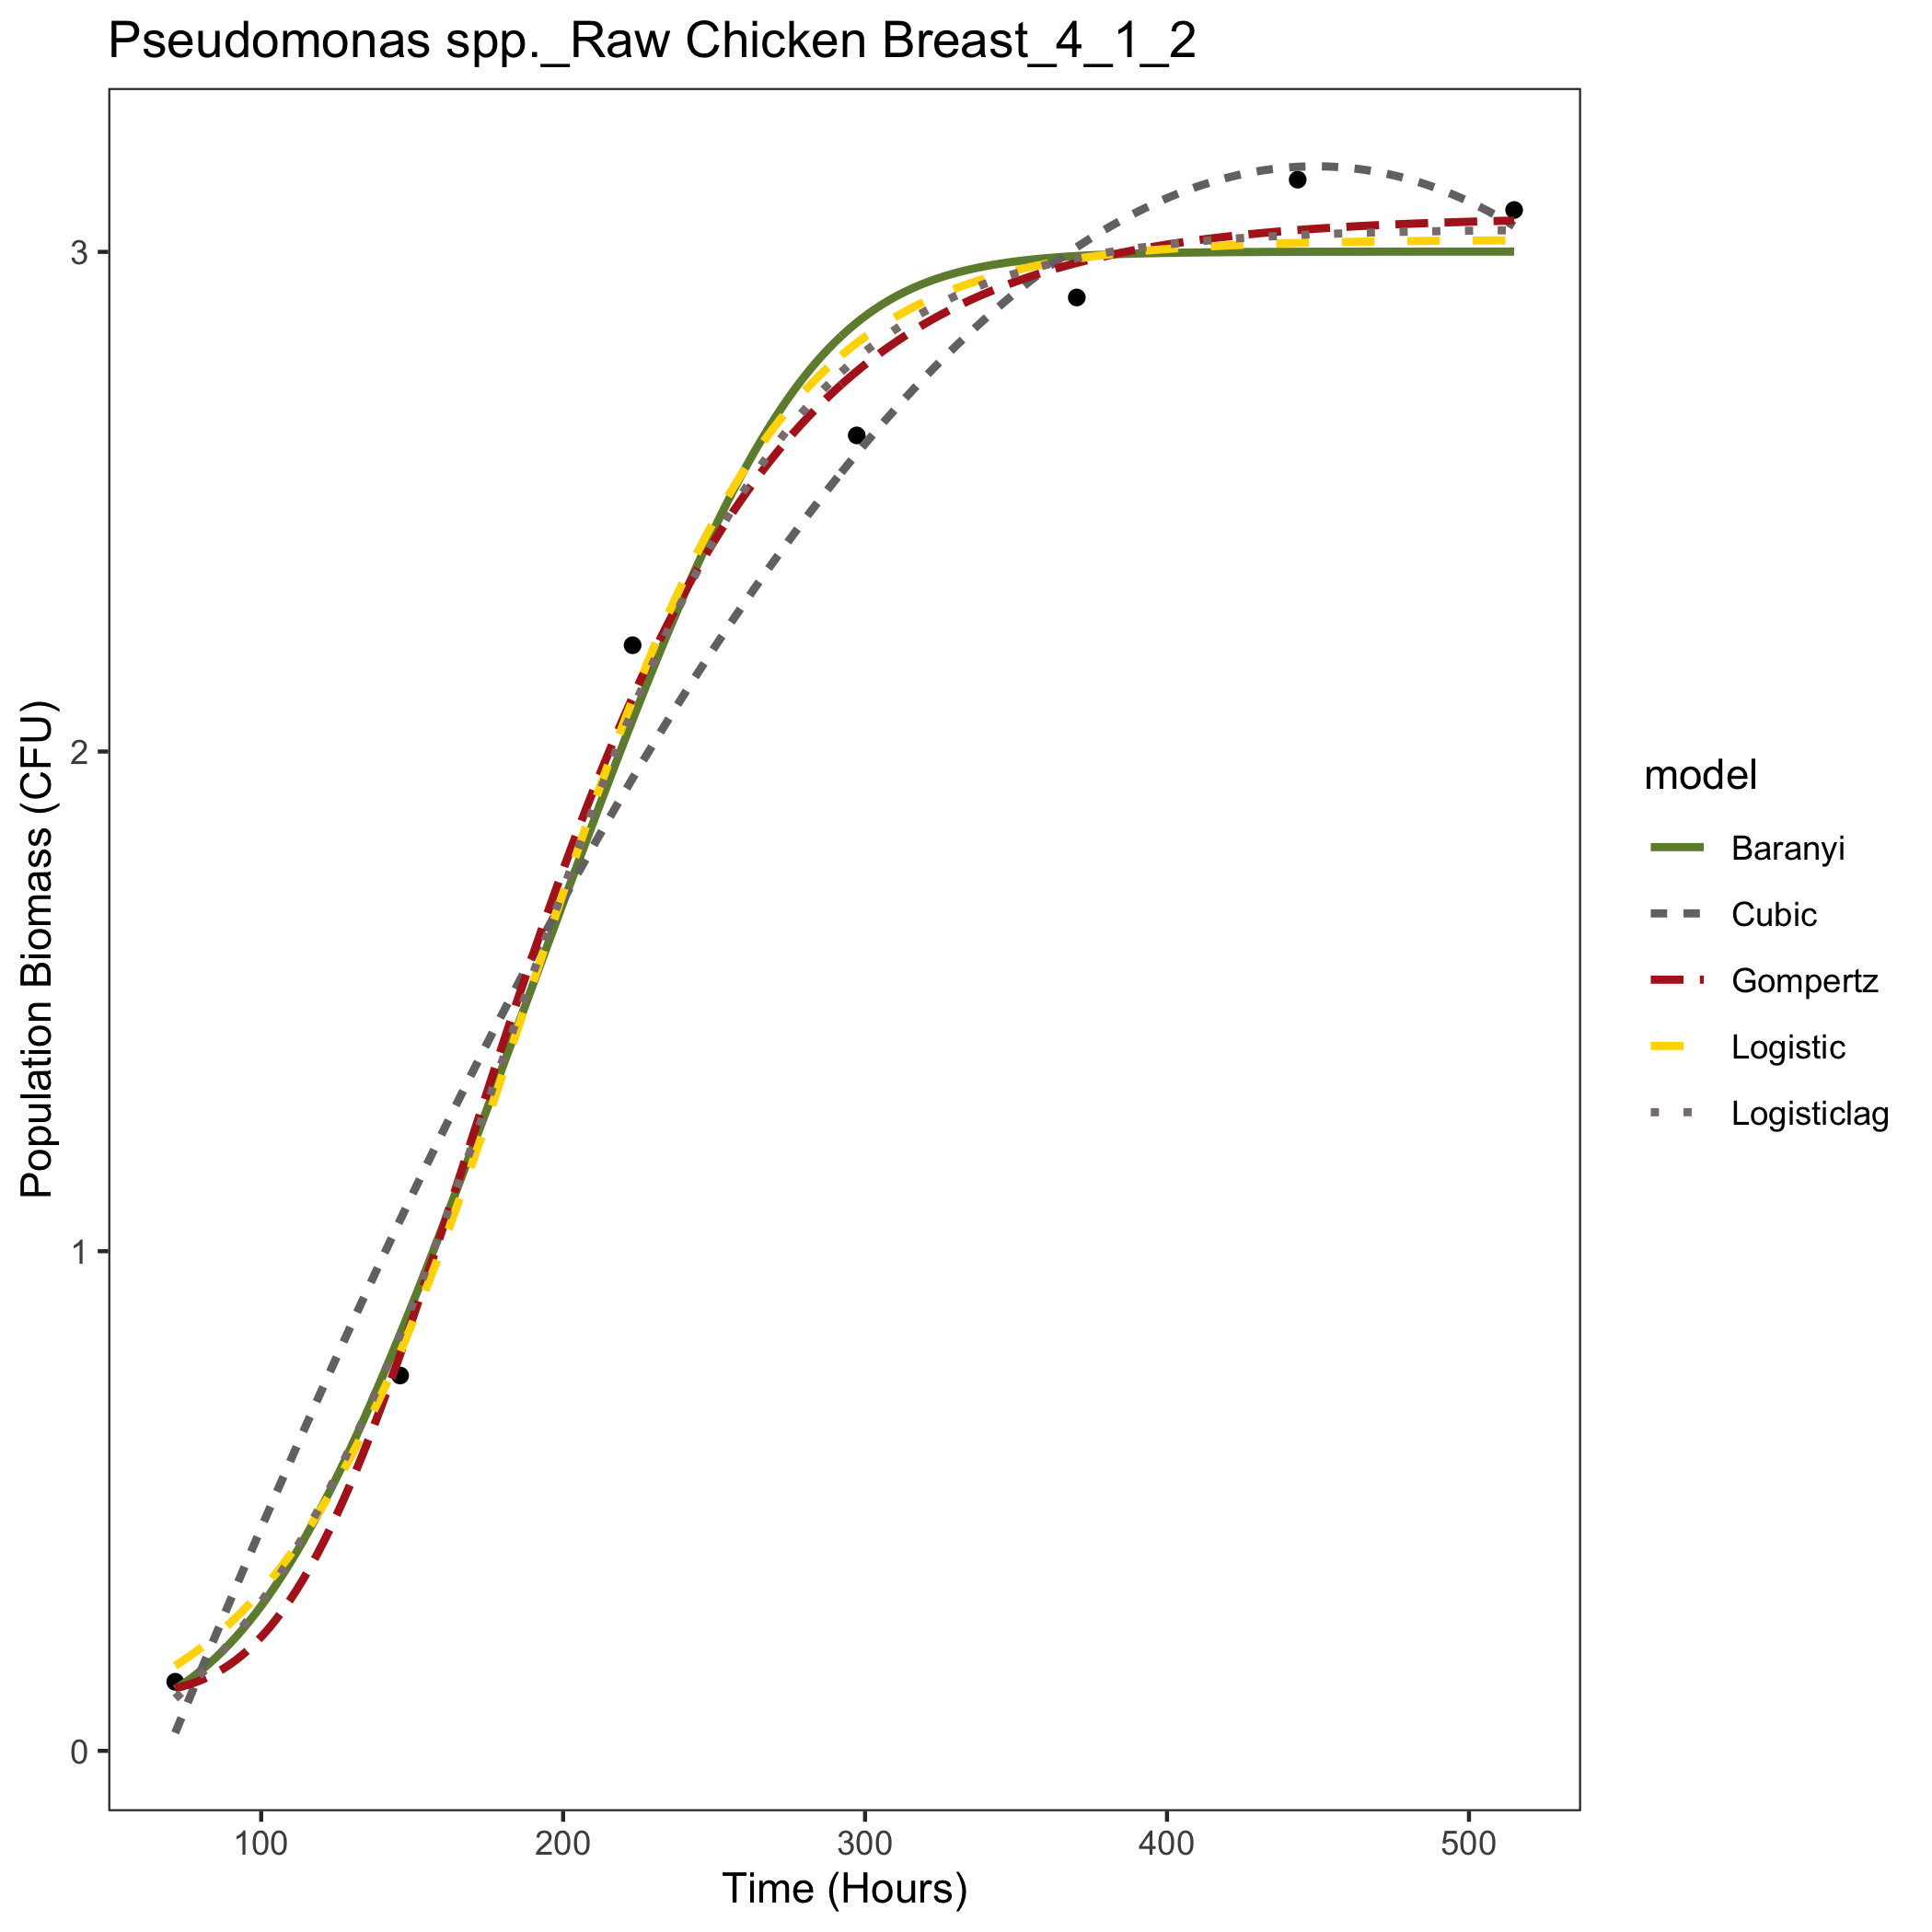 Pseudomonas spp._Raw Chicken Breast_4_1_2
Population Biomass (CFU)
3
2
1
0
100 200 300 400 500
Time (Hours)
model
Baranyi
Cubic
Gompertz
Logistic
Logisticlag